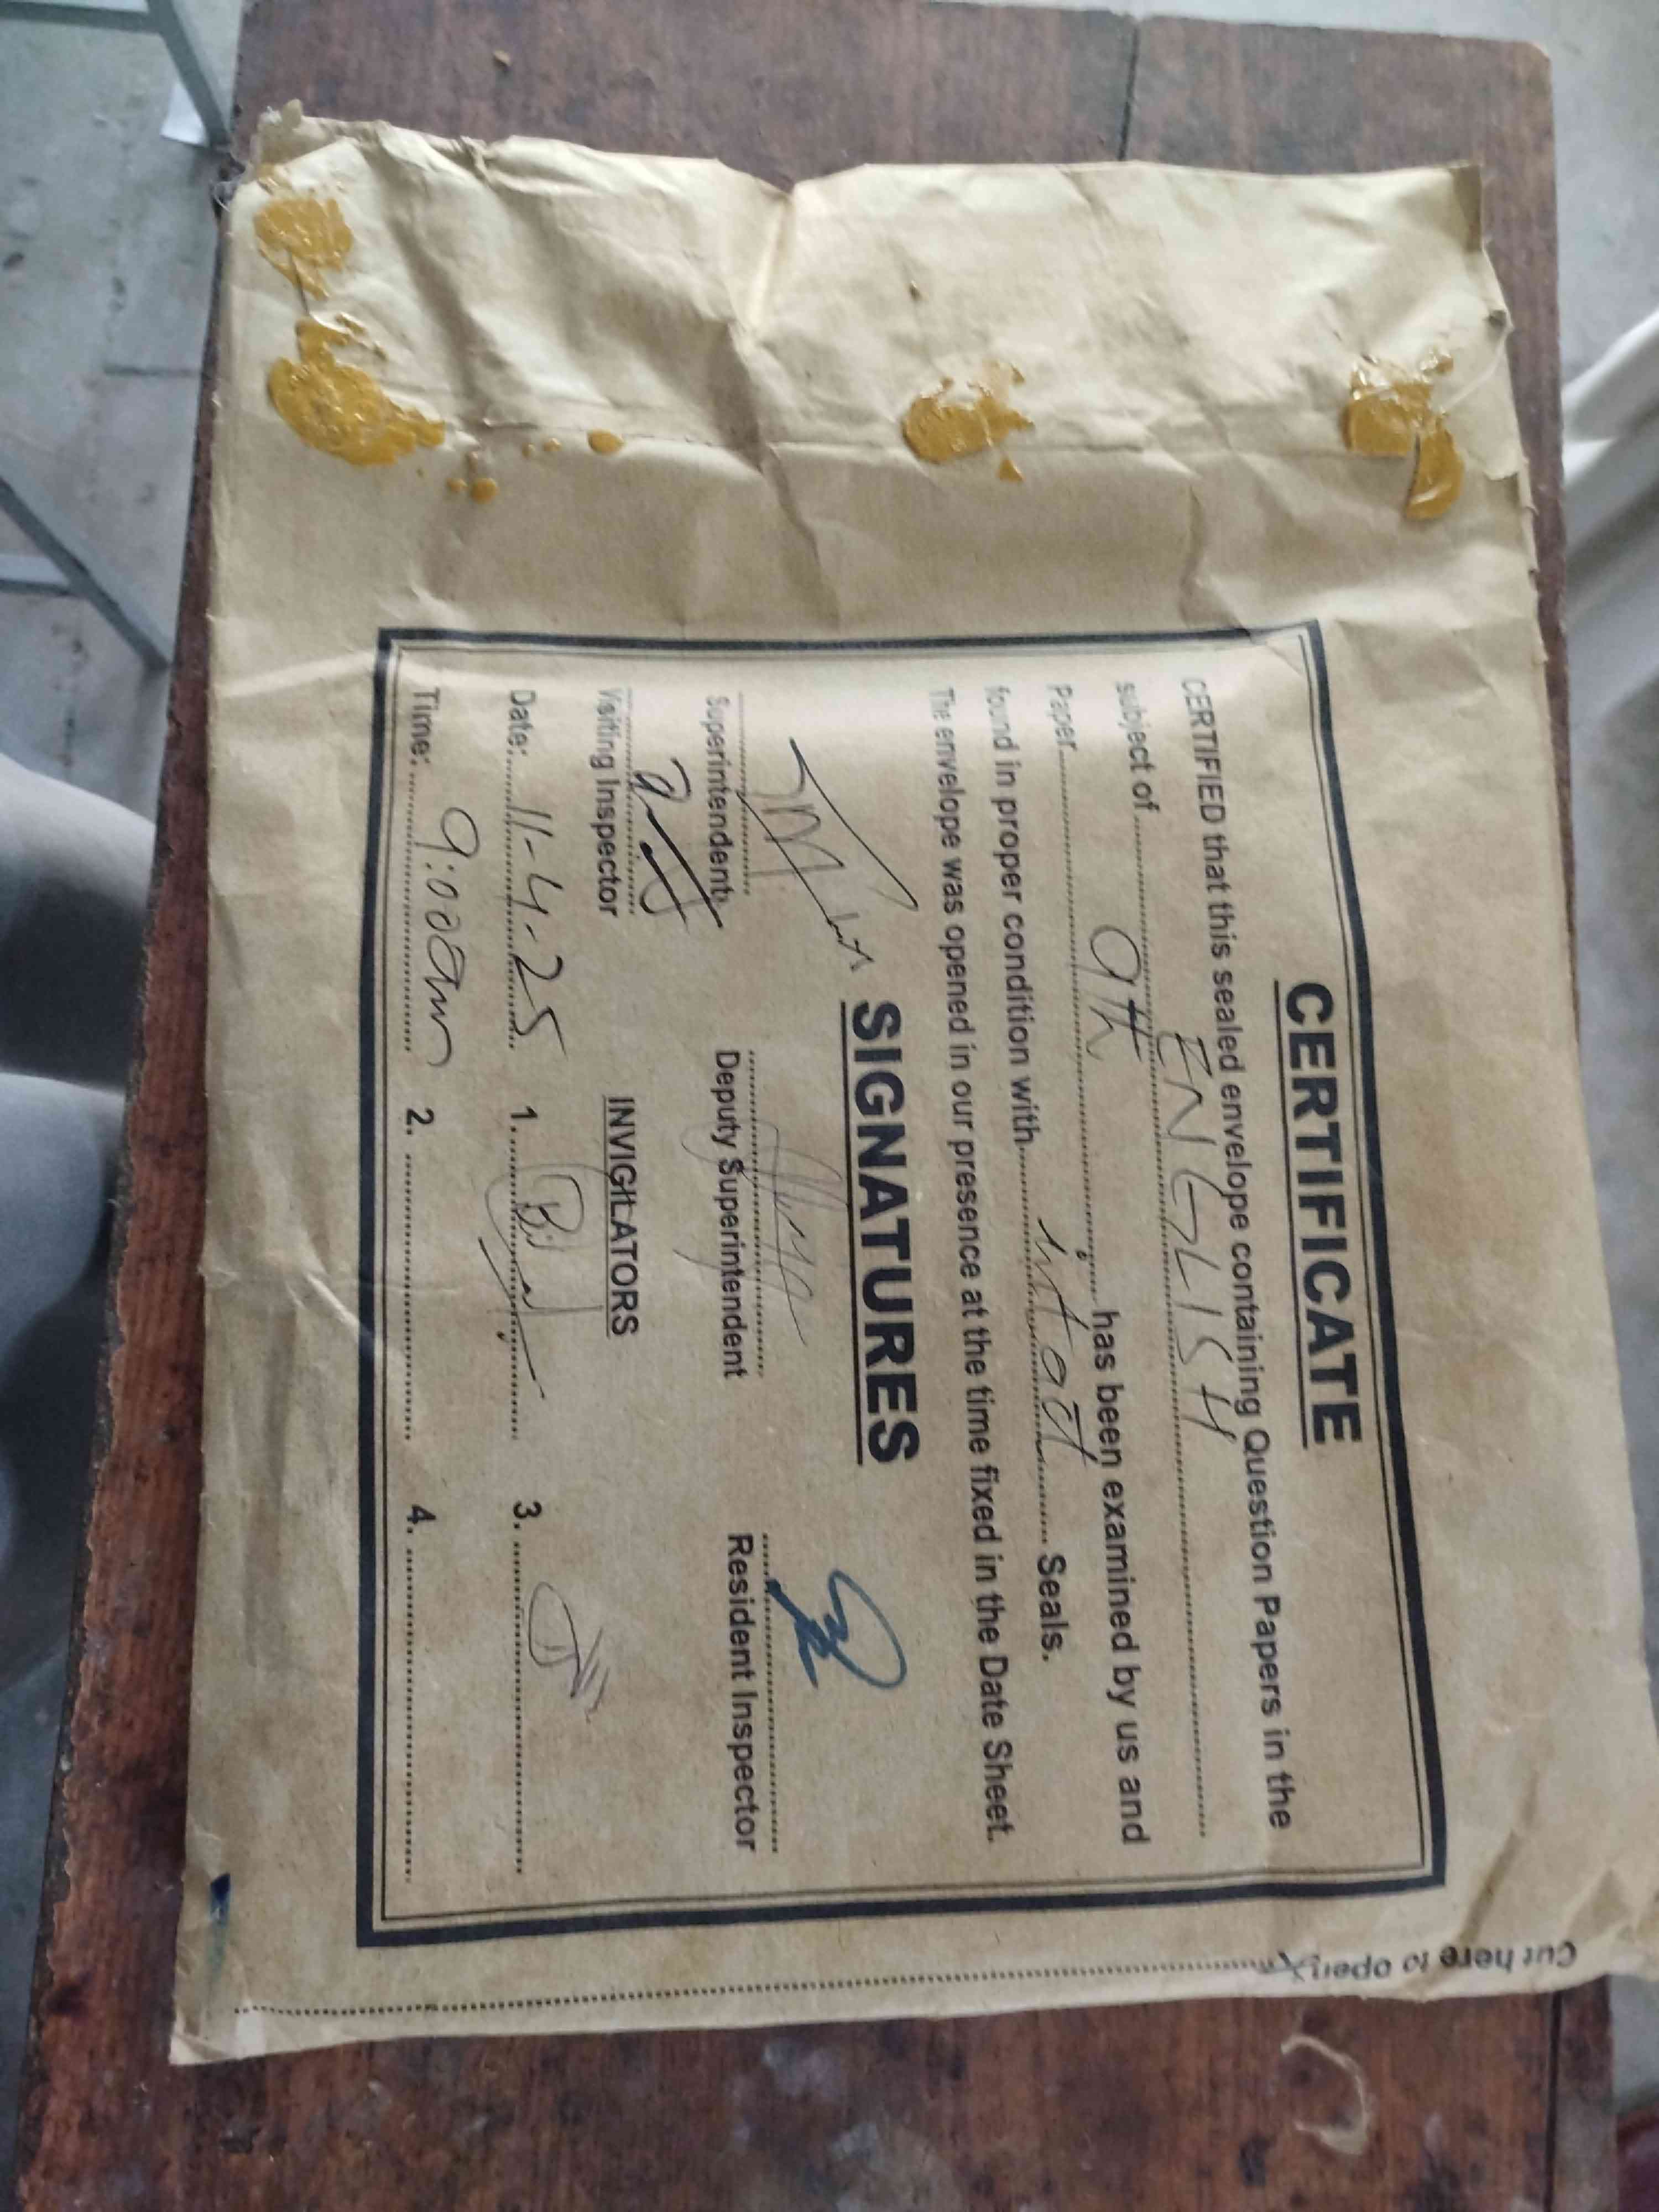 CERTIFICATE
CERTIFIED that this sealed envelope containing Question Papers in the
subject of ENGLISH
Paper 9th has been examined by us and
found in proper condition with intact Seals.
The envelope was opened in our presence at the time fixed in the Date Sheet.
SIGNATURES
Superintendent Deputy Superintendent Resident Inspector
Visiting Inspector
INVIGILATORS
Date: 11-4-25 1. 3.
Time: 9:00am 2. 4.
Cut here to open